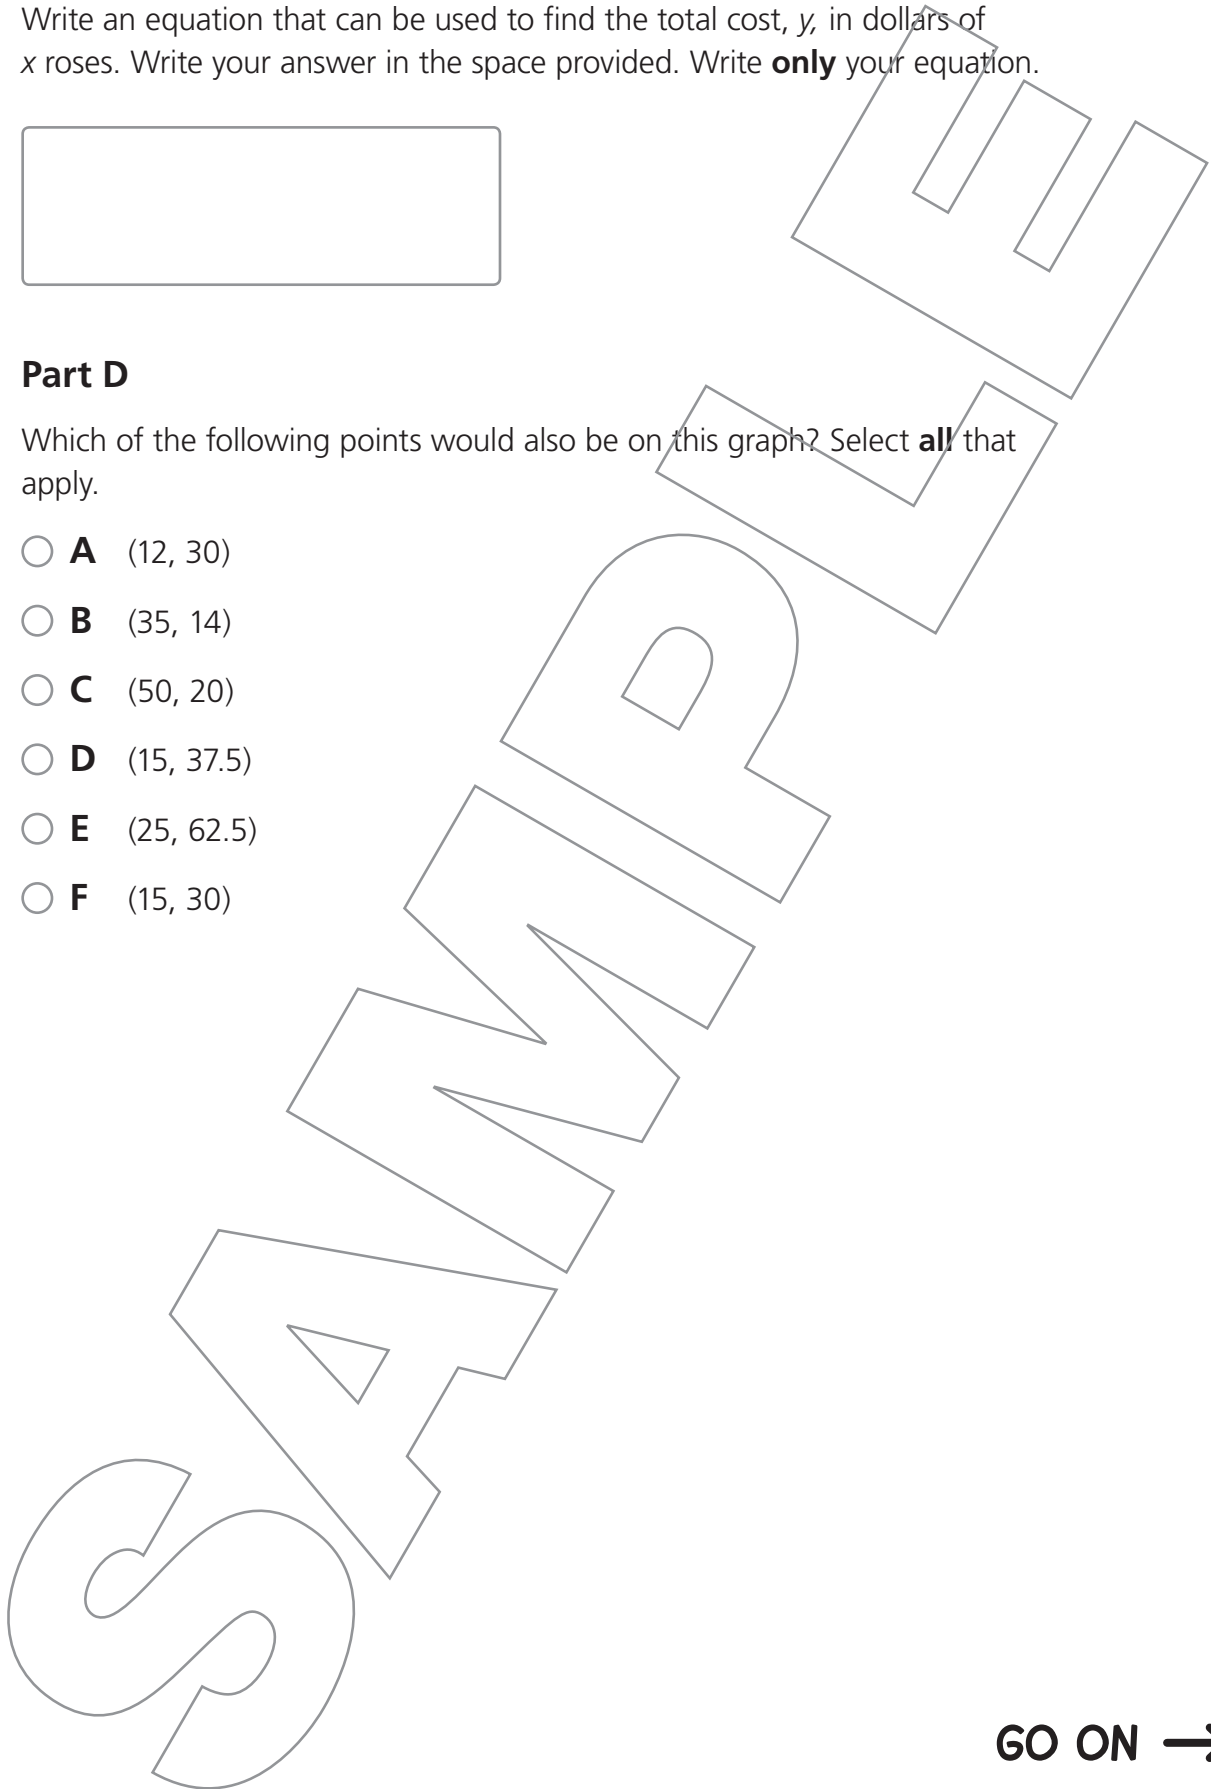 Write an equation that can be used to find the total cost, y, in dollars of
x roses. Write your answer in the space provided. Write only your equation.
Part D
Which of the following points would also be on this graph? Select all that
apply.
A (12, 30)
B (35, 14)
C (50, 20)
D (15, 37.5)
E (25, 62.5)
F (15, 30)
SAMPLE
GO ON →